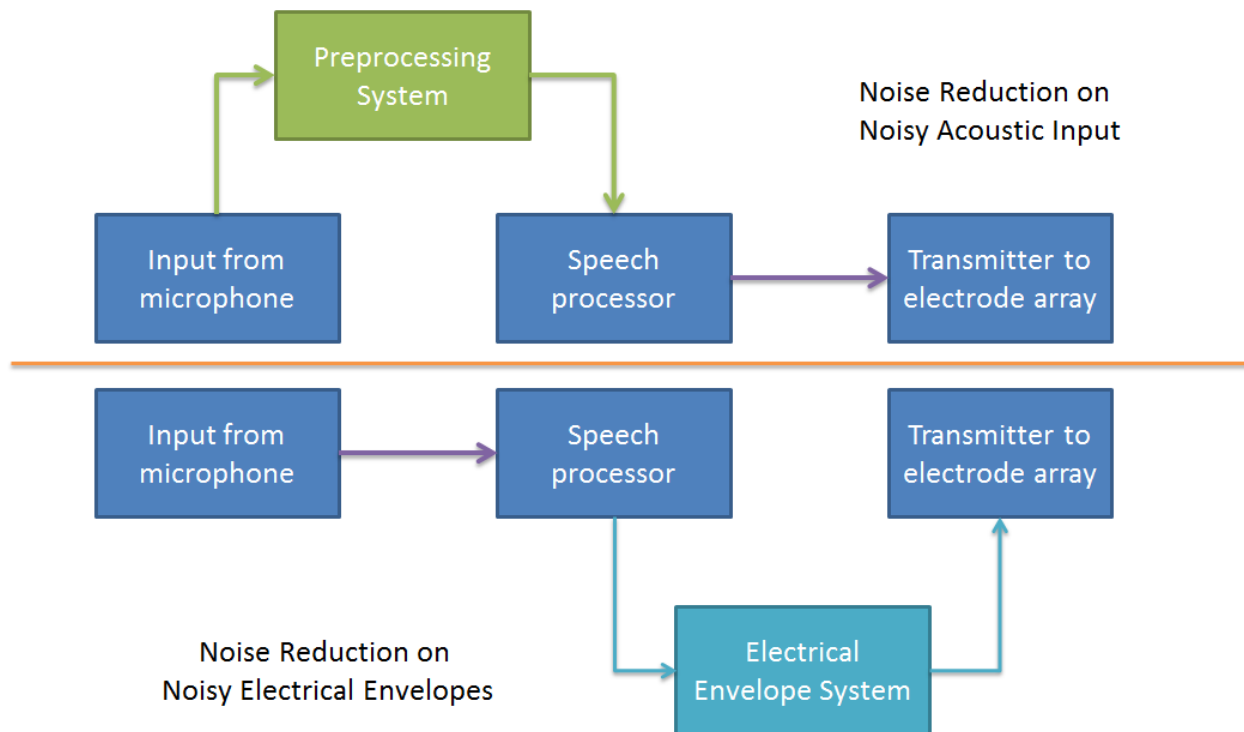 Preprocessing
System
Noise Reduction on
Noisy Acoustic Input
Input from
microphone
Speech
processor
Transmitter to
electrode array
Input from
microphone
Speech
processor
Transmitter to
electrode array
Noise Reduction on
Noisy Electrical Envelopes
Electrical
Envelope System